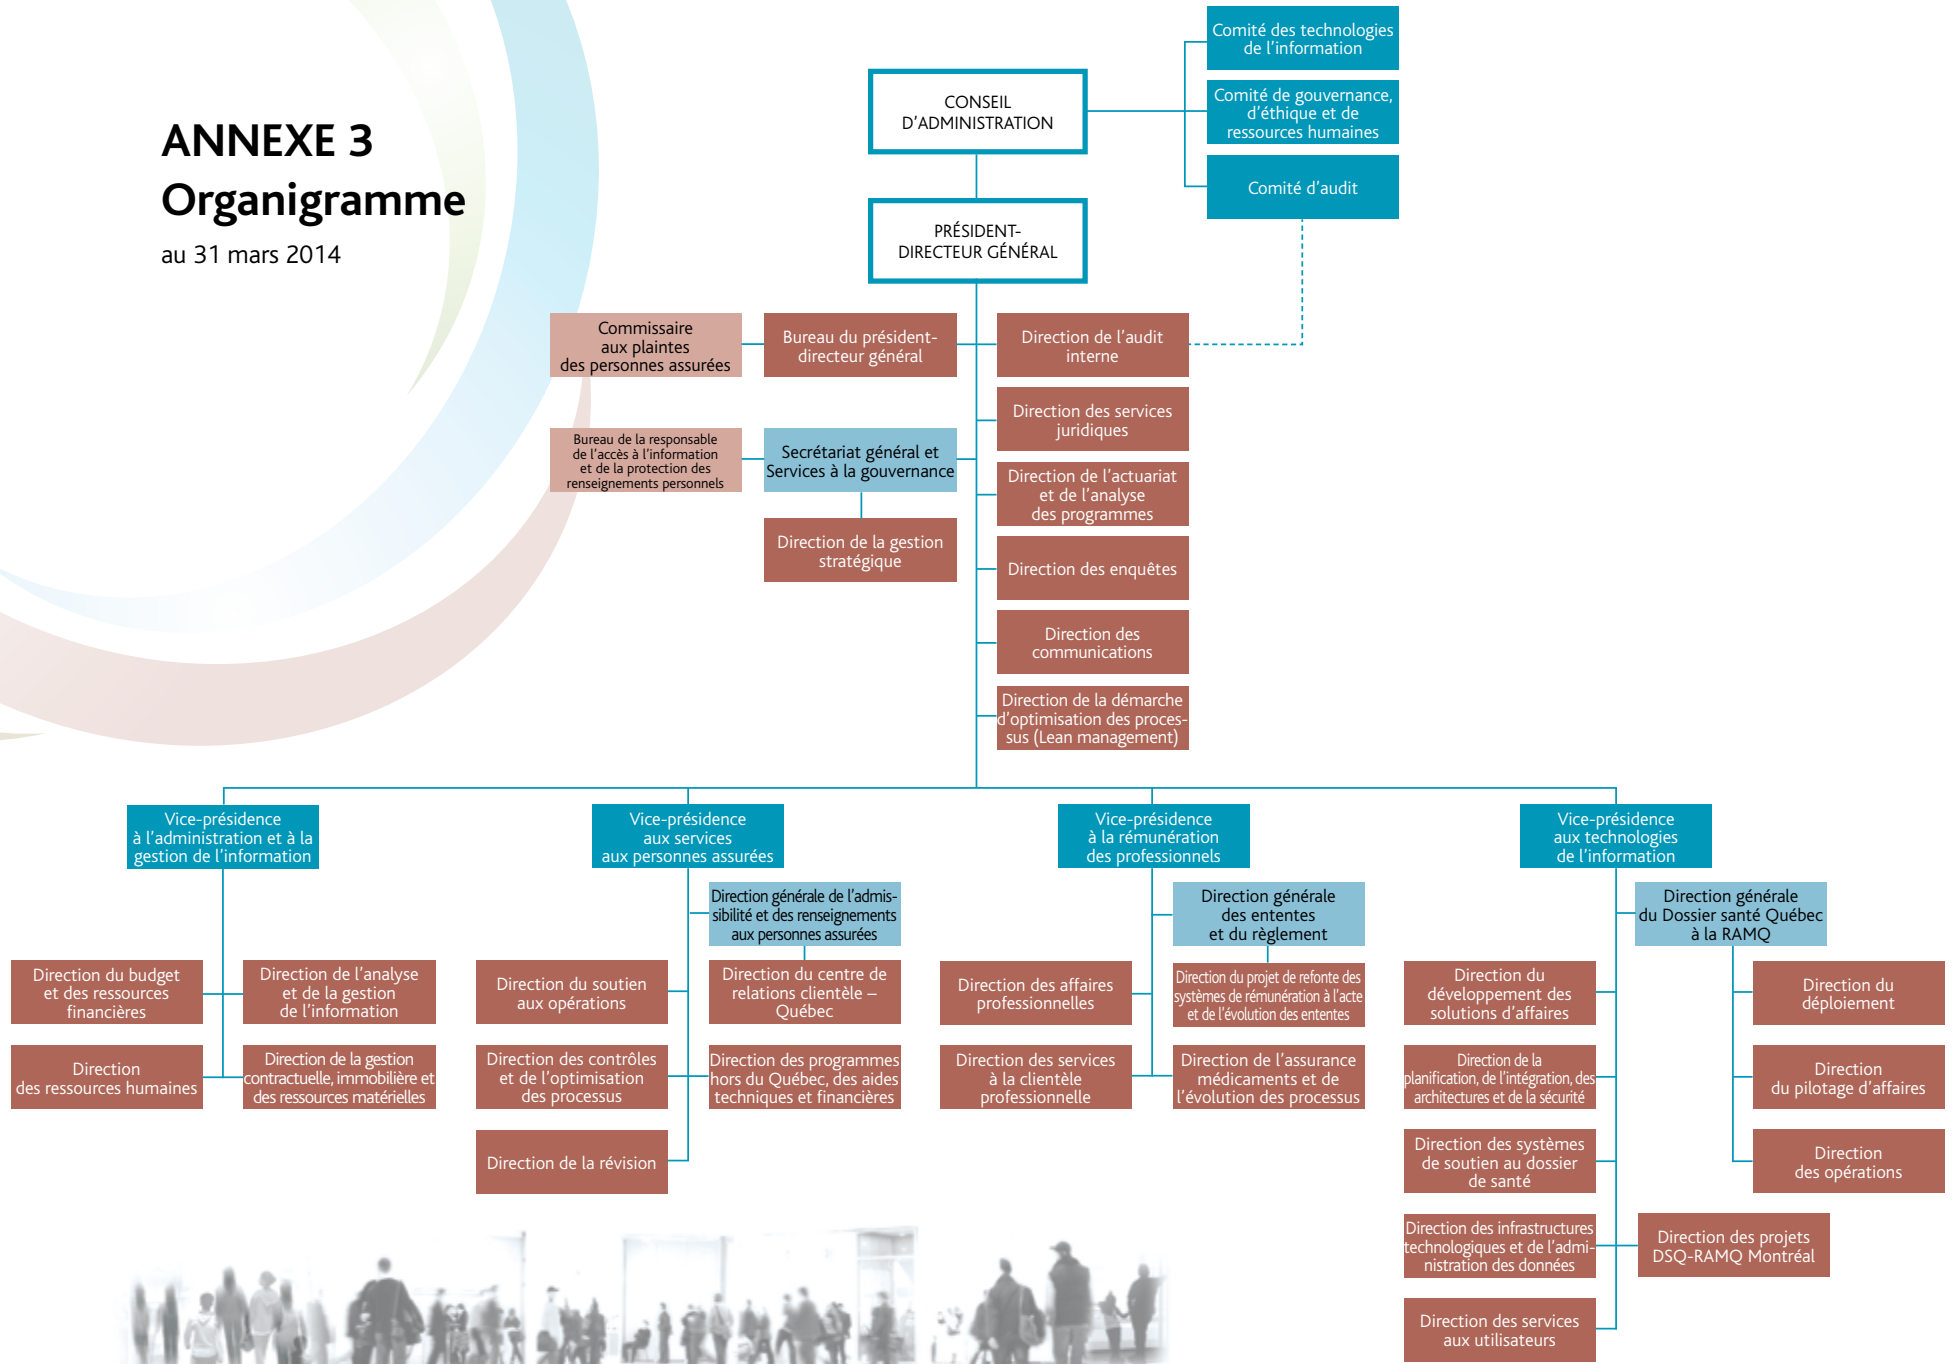 ANNEXE 3
Organigramme
au 31 mars 2014
CONSEIL
D'ADMINISTRATION
Comité des technologies
de l'information
Comité de gouvernance,
d'éthique et de
ressources humaines
Comité d'audit
PRÉSIDENT-
DIRECTEUR GÉNÉRAL
Commissaire
aux plaintes
des personnes assurées
Bureau du président-
directeur général
Direction de l'audit
interne
Direction des services
juridiques
Bureau de la responsable
de l'accès à l'information
et de la protection des
renseignements personnels
Secrétariat général et
Services à la gouvernance
Direction de l'actuariat
et de l'analyse
des programmes
Direction de la gestion
stratégique
Direction des enquêtes
Direction des
communications
Direction de la démarche
d'optimisation des proces-
sus (Lean management)
Vice-présidence
à l'administration et à la
gestion de l'information
Direction du budget
et des ressources
financières
Direction de l'analyse
et de la gestion
de l'information
Direction
des ressources humaines
Direction de la gestion
contractuelle, immobilière et
des ressources matérielles
Vice-présidence
aux services
aux personnes assurées
Direction générale de l'admis-
sibilité et des renseignements
aux personnes assurées
Direction du soutien
aux opérations
Direction du centre de
relations clientèle –
Québec
Direction des contrôles
et de l'optimisation
des processus
Direction des programmes
hors du Québec, des aides
techniques et financières
Direction de la révision
Vice-présidence
à la rémunération
des professionnels
Direction générale
des ententes
et du règlement
Direction des affaires
professionnelles
Direction du projet de refonte des
systèmes de rémunération à l'acte
et de l'évolution des ententes
Direction des services
à la clientèle
professionnelle
Direction de l'assurance
médicaments et de
l'évolution des processus
Vice-présidence
aux technologies
de l'information
Direction générale
du Dossier santé Québec
à la RAMQ
Direction du
développement des
solutions d'affaires
Direction du
déploiement
Direction de la
planification, de l'intégration, des
architectures et de la sécurité
Direction
du pilotage d'affaires
Direction des systèmes
de soutien au dossier
de santé
Direction
des opérations
Direction des infrastructures
technologiques et de l'admi-
nistration des données
Direction des projets
DSQ-RAMQ Montréal
Direction des services
aux utilisateurs